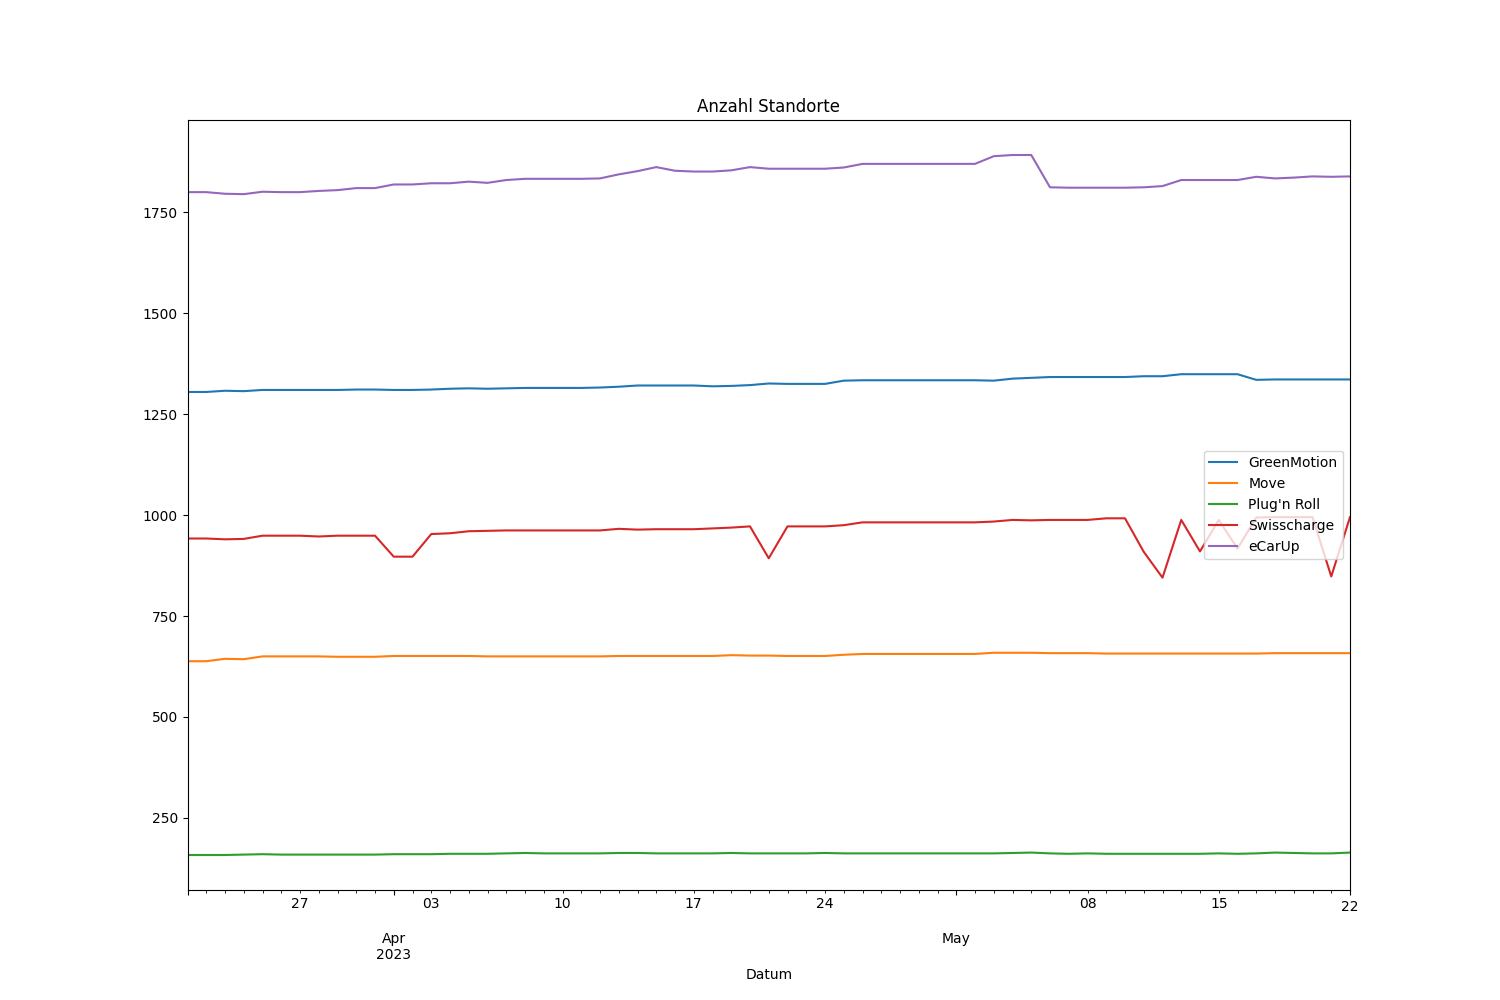 Anzahl Standorte
1750
1500
1250
1000
750
500
250
GreenMotion
Move
Plug'n Roll
Swisscharge
eCarUp
27 03 10 17 24 08 15 22
Apr May
2023
Datum